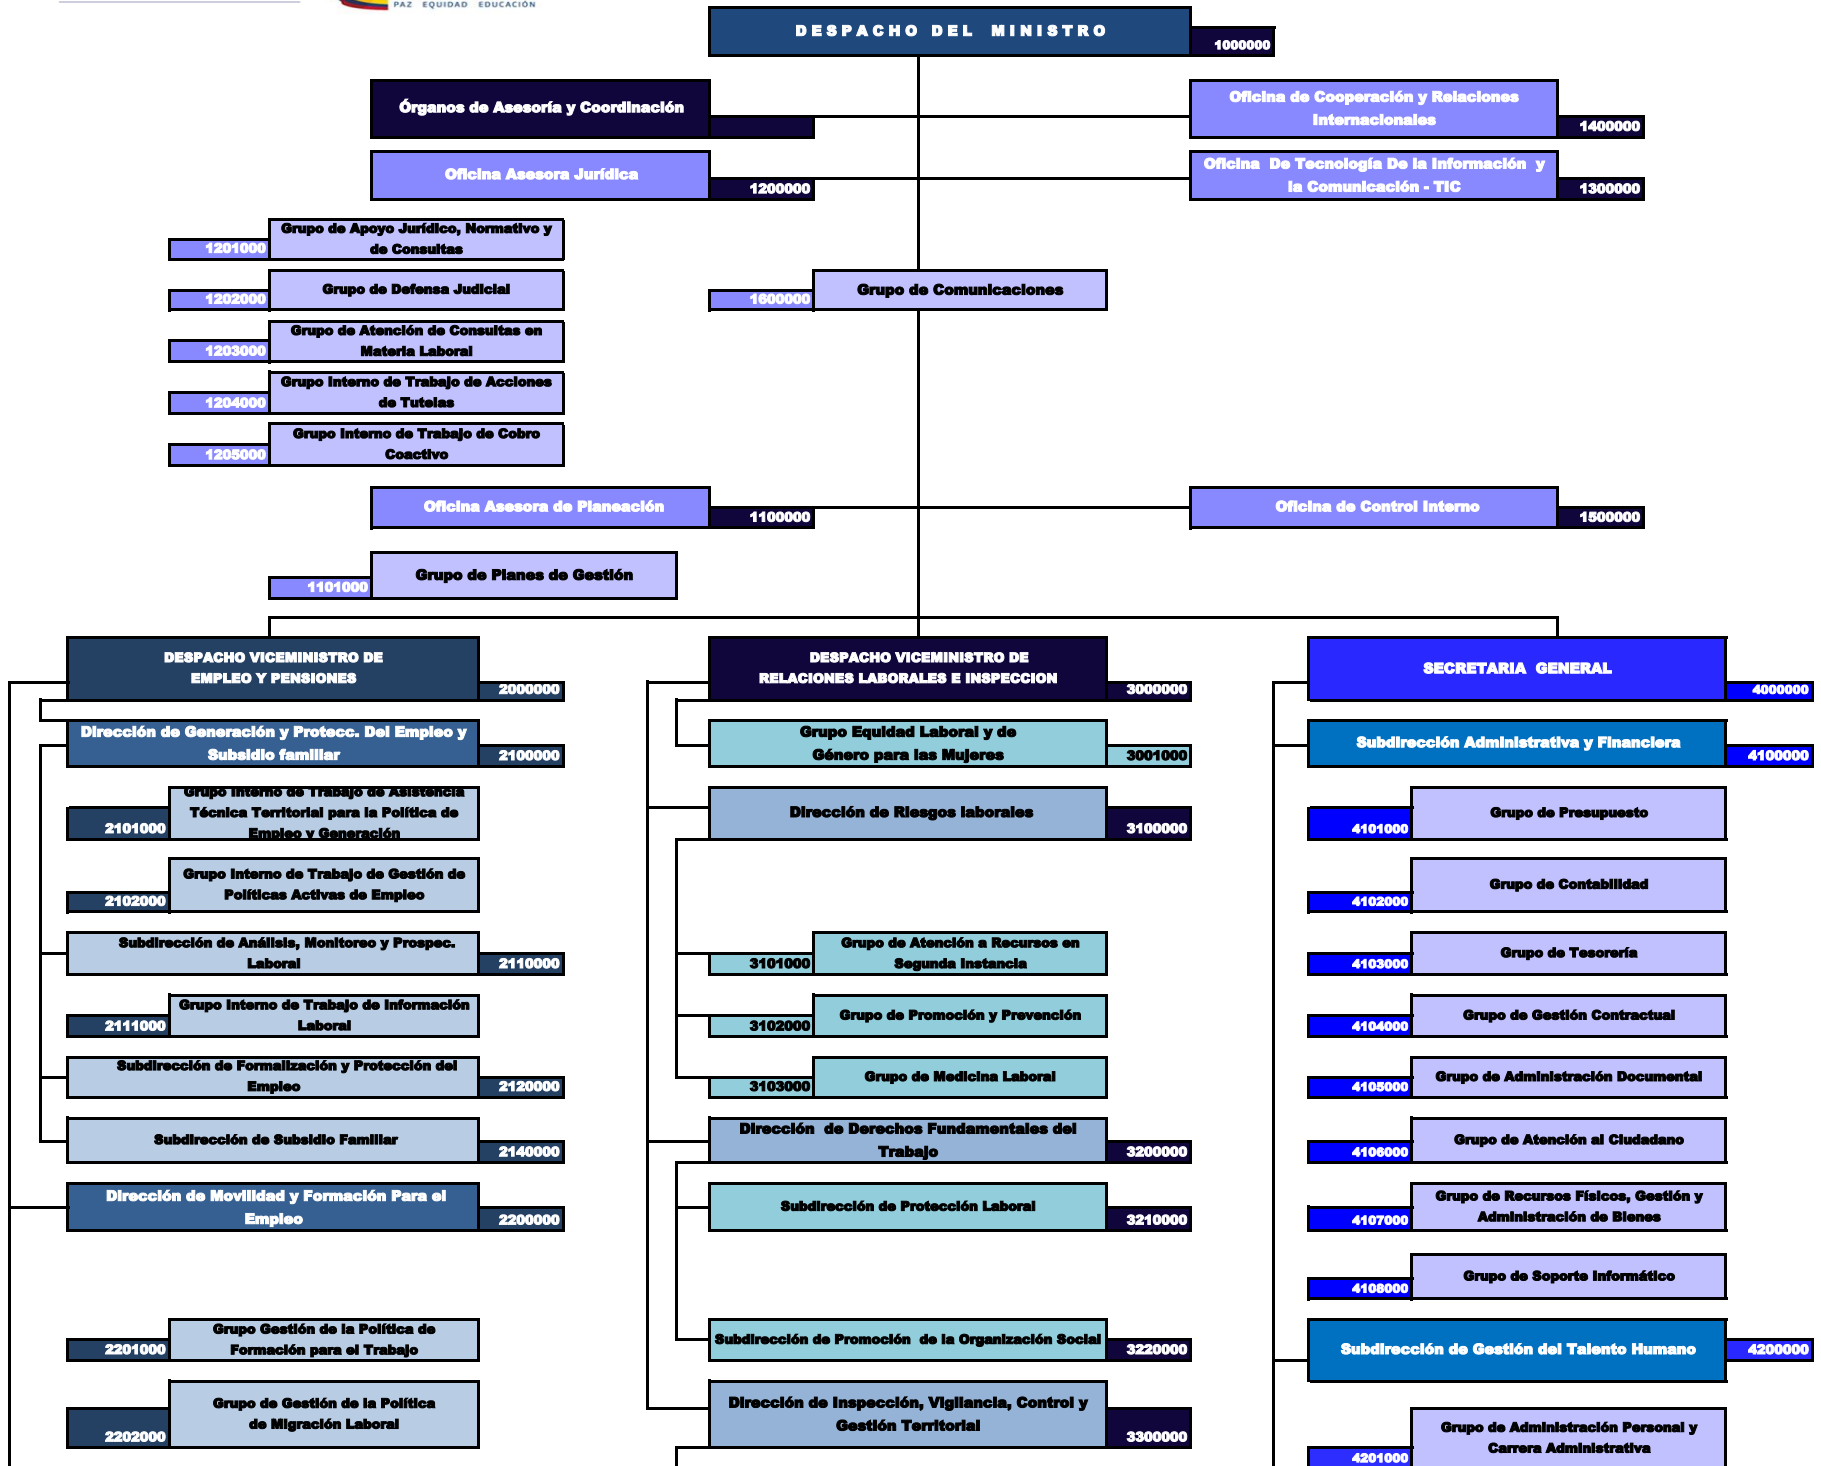 PAZ EQUIDAD EDUCACIÓN
DESPACHO DEL MINISTRO
1000000
Órganos de Asesoría y Coordinación
Oficina de Cooperación y Relaciones
Internacionales
1400000
Oficina Asesora Jurídica
1200000
Oficina De Tecnología De la Información y
la Comunicación - TIC
1300000
Grupo de Apoyo Jurídico, Normativo y
de Consultas
1201000
Grupo de Defensa Judicial
1202000
Grupo de Comunicaciones
1600000
Grupo de Atención de Consultas en
Materia Laboral
1203000
Grupo Interno de Trabajo de Acciones
de Tutelas
1204000
Grupo Interno de Trabajo de Cobro
Coactivo
1205000
Oficina Asesora de Planeación
1100000
Oficina de Control Interno
1500000
Grupo de Planes de Gestión
1101000
DESPACHO VICEMINISTRO DE
EMPLEO Y PENSIONES
2000000
Dirección de Generación y Protecc. Del Empleo y
Subsidio familiar
2100000
Grupo Interno de Trabajo de Asistencia
Técnica Territorial para la Política de
Empleo y Generación
2101000
Grupo Interno de Trabajo de Gestión de
Políticas Activas de Empleo
2102000
Subdirección de Análisis, Monitoreo y Prospec.
Laboral
2110000
Grupo Interno de Trabajo de Información
Laboral
2111000
Subdirección de Formalización y Protección del
Empleo
2120000
Subdirección de Subsidio Familiar
2140000
Dirección de Movilidad y Formación Para el
Empleo
2200000
Grupo Gestión de la Política de
Formación para el Trabajo
2201000
Grupo de Gestión de la Política
de Migración Laboral
2202000
DESPACHO VICEMINISTRO DE
RELACIONES LABORALES E INSPECCION
3000000
Grupo Equidad Laboral y de
Género para las Mujeres
3001000
Dirección de Riesgos laborales
3100000
Grupo de Atención a Recursos en
Segunda Instancia
3101000
Grupo de Promoción y Prevención
3102000
Grupo de Medicina Laboral
3103000
Dirección de Derechos Fundamentales del
Trabajo
3200000
Subdirección de Protección Laboral
3210000
Subdirección de Promoción de la Organización Social
3220000
Dirección de Inspección, Vigilancia, Control y
Gestión Territorial
3300000
SECRETARIA GENERAL
4000000
Subdirección Administrativa y Financiera
4100000
Grupo de Presupuesto
4101000
Grupo de Contabilidad
4102000
Grupo de Tesorería
4103000
Grupo de Gestión Contractual
4104000
Grupo de Administración Documental
4105000
Grupo de Atención al Ciudadano
4106000
Grupo de Recursos Físicos, Gestión y
Administración de Bienes
4107000
Grupo de Soporte Informático
4108000
Subdirección de Gestión del Talento Humano
4200000
Grupo de Administración Personal y
Carrera Administrativa
4201000